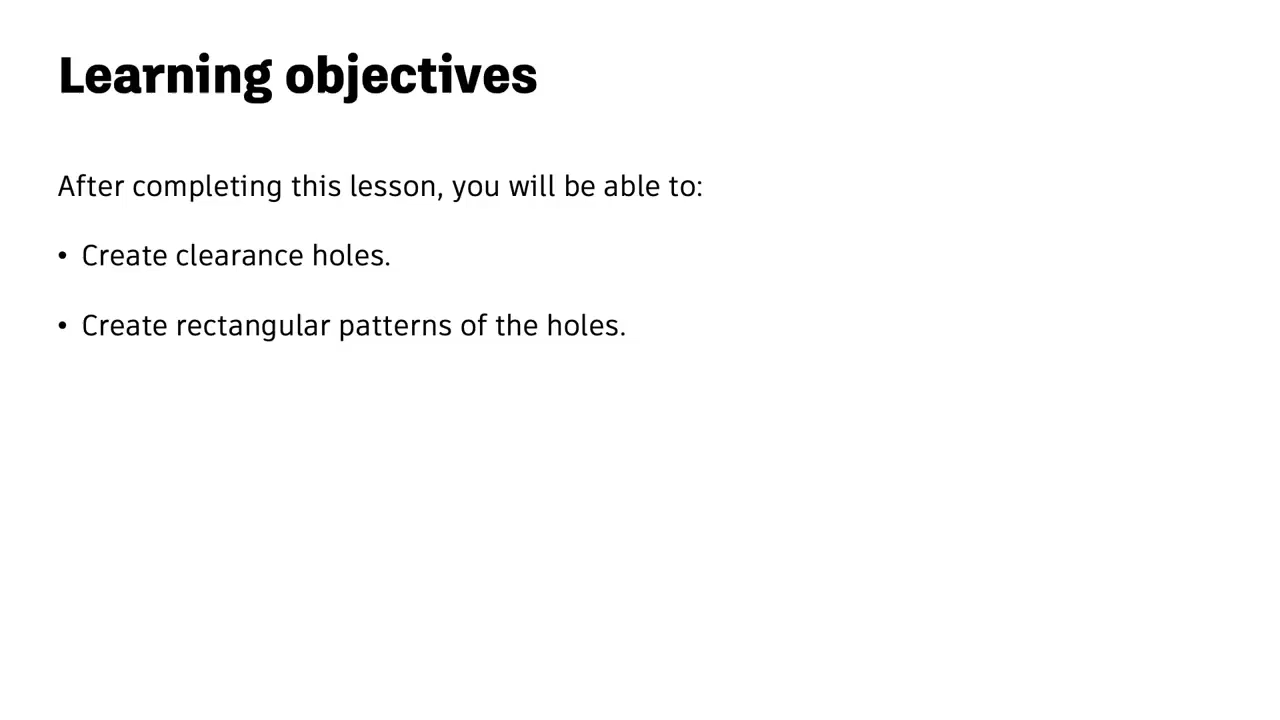 Learning objectives
After completing this lesson, you will be able to:
• Create clearance holes.
• Create rectangular patterns of the holes.